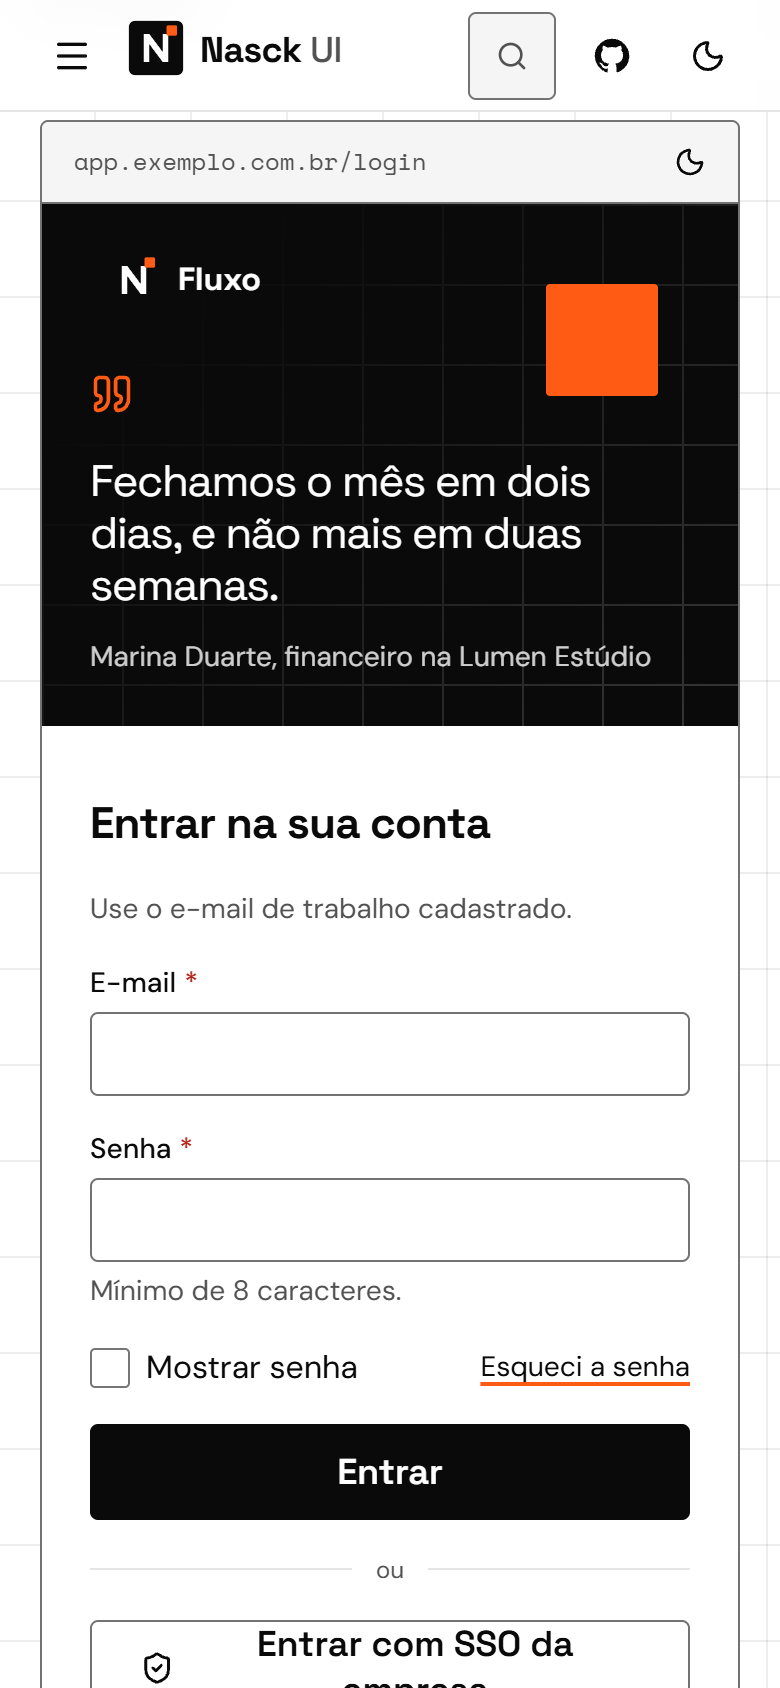 Nasck UI
app.exemplo.com.br/login
N Fluxo
Fechamos o mês em dois
dias, e não mais em duas
semanas.
Marina Duarte, financeiro na Lumen Estúdio
Entrar na sua conta
Use o e-mail de trabalho cadastrado.
E-mail *
Senha *
Mínimo de 8 caracteres.
Mostrar senha
Esqueci a senha
Entrar
ou
Entrar com SSO da
empresa